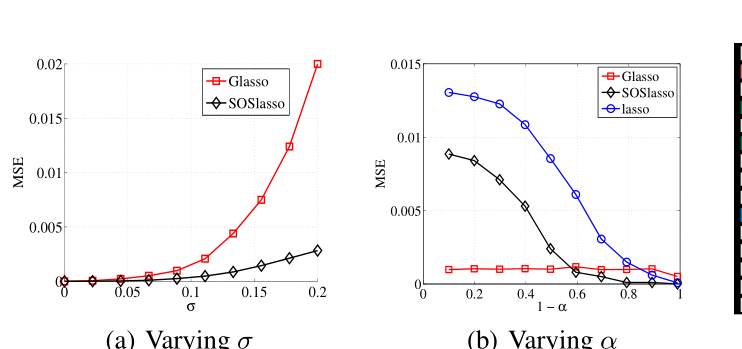 0.02
0.015
0.01
0.005
0
MSE
0 0.05 0.1 0.15 0.2
σ
Glasso
SOSlasso
(a) Varying σ
0.015
0.01
0.005
0
MSE
0 0.2 0.4 0.6 0.8 1
1 − α
Glasso
SOSlasso
lasso
(b) Varying α